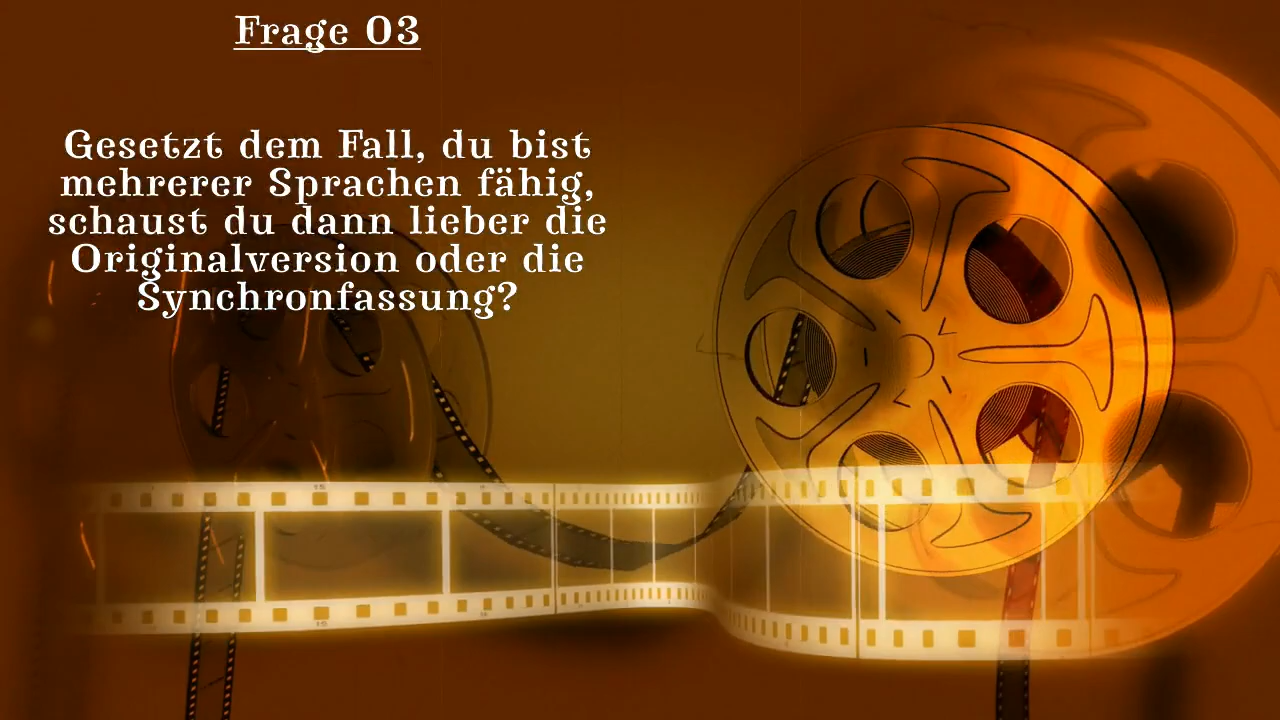 Frage 03
Gesetzt dem Fall, du bist
mehrerer Sprachen fähig,
schaust du dann lieber die
Originalversion oder die
Synchronfassung?